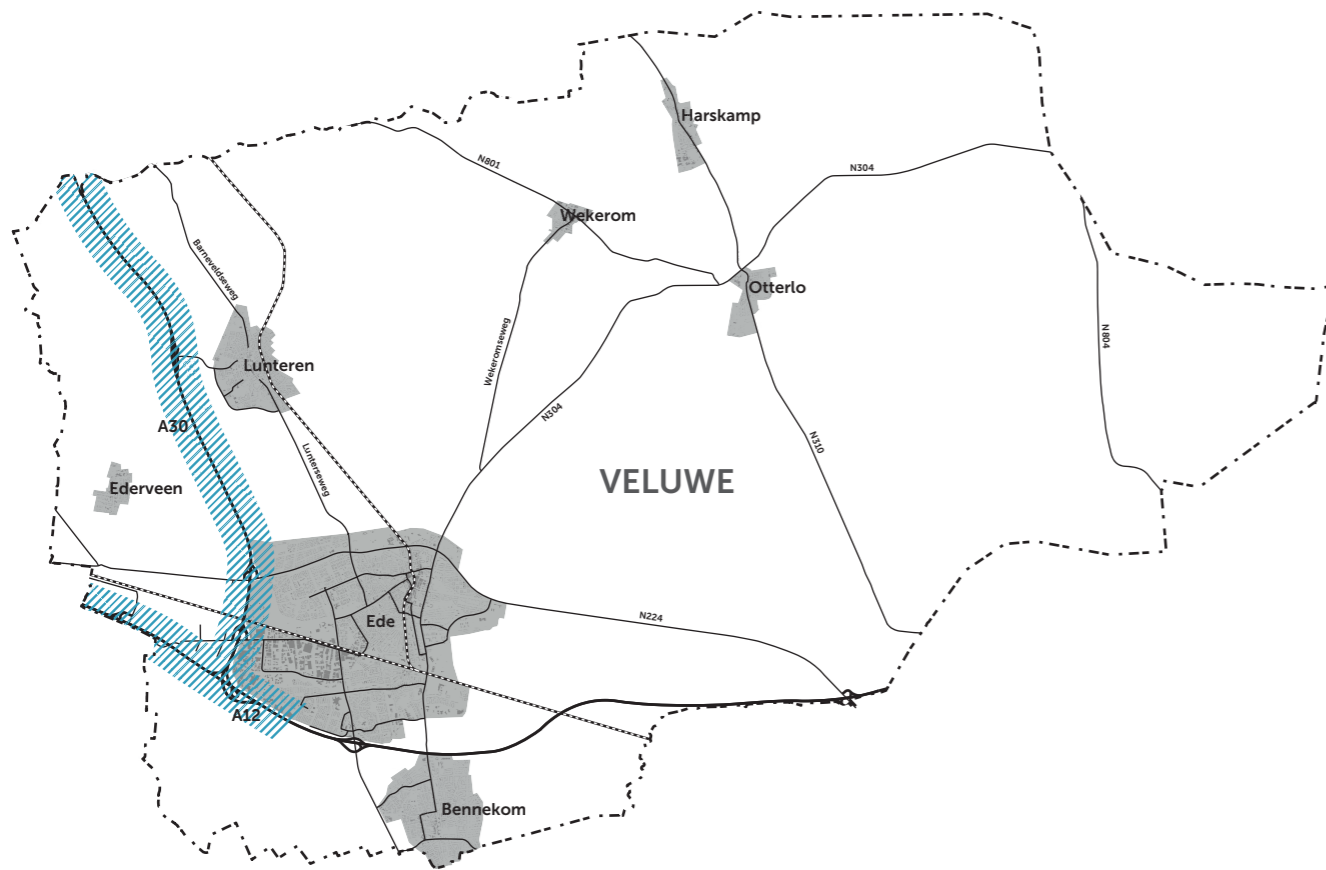 Harskamp
N801
N304
Wekerom
Barneveldseweg
Otterlo
N804
Wekeromseweg
Lunteren
N304
A30
N310
Lunterseweg
VELUWE
Ederveen
Ede
N224
A12
Bennekom